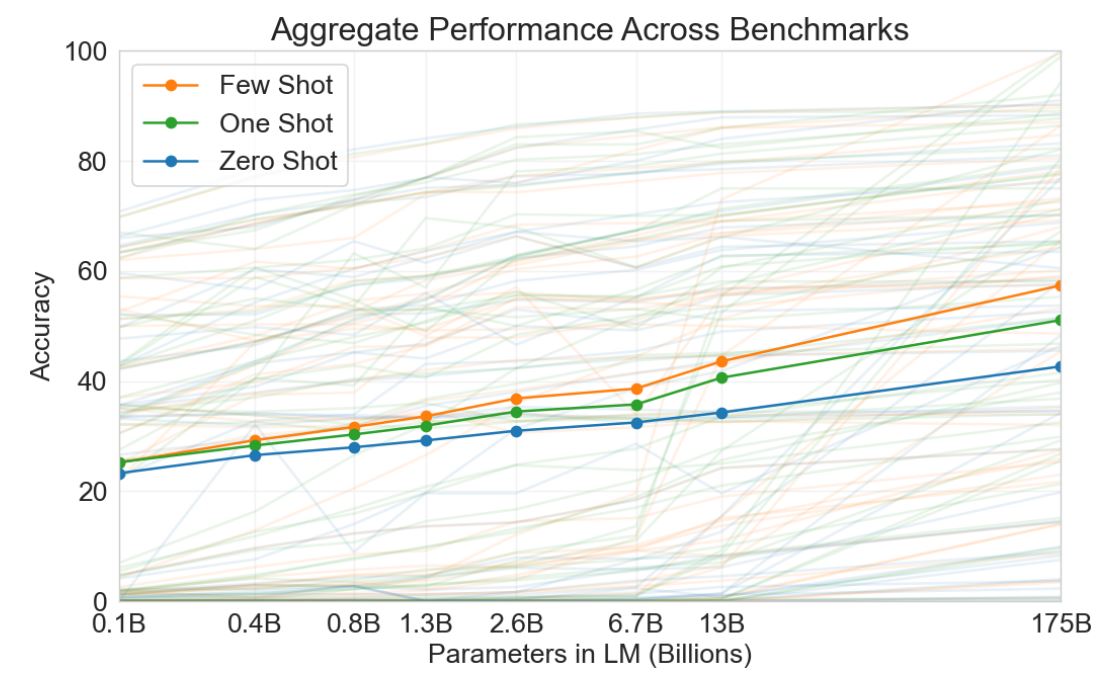 Aggregate Performance Across Benchmarks
100
80
60
40
20
0
Accuracy
Few Shot
One Shot
Zero Shot
0.1B 0.4B 0.8B 1.3B 2.6B 6.7B 13B 175B
Parameters in LM (Billions)